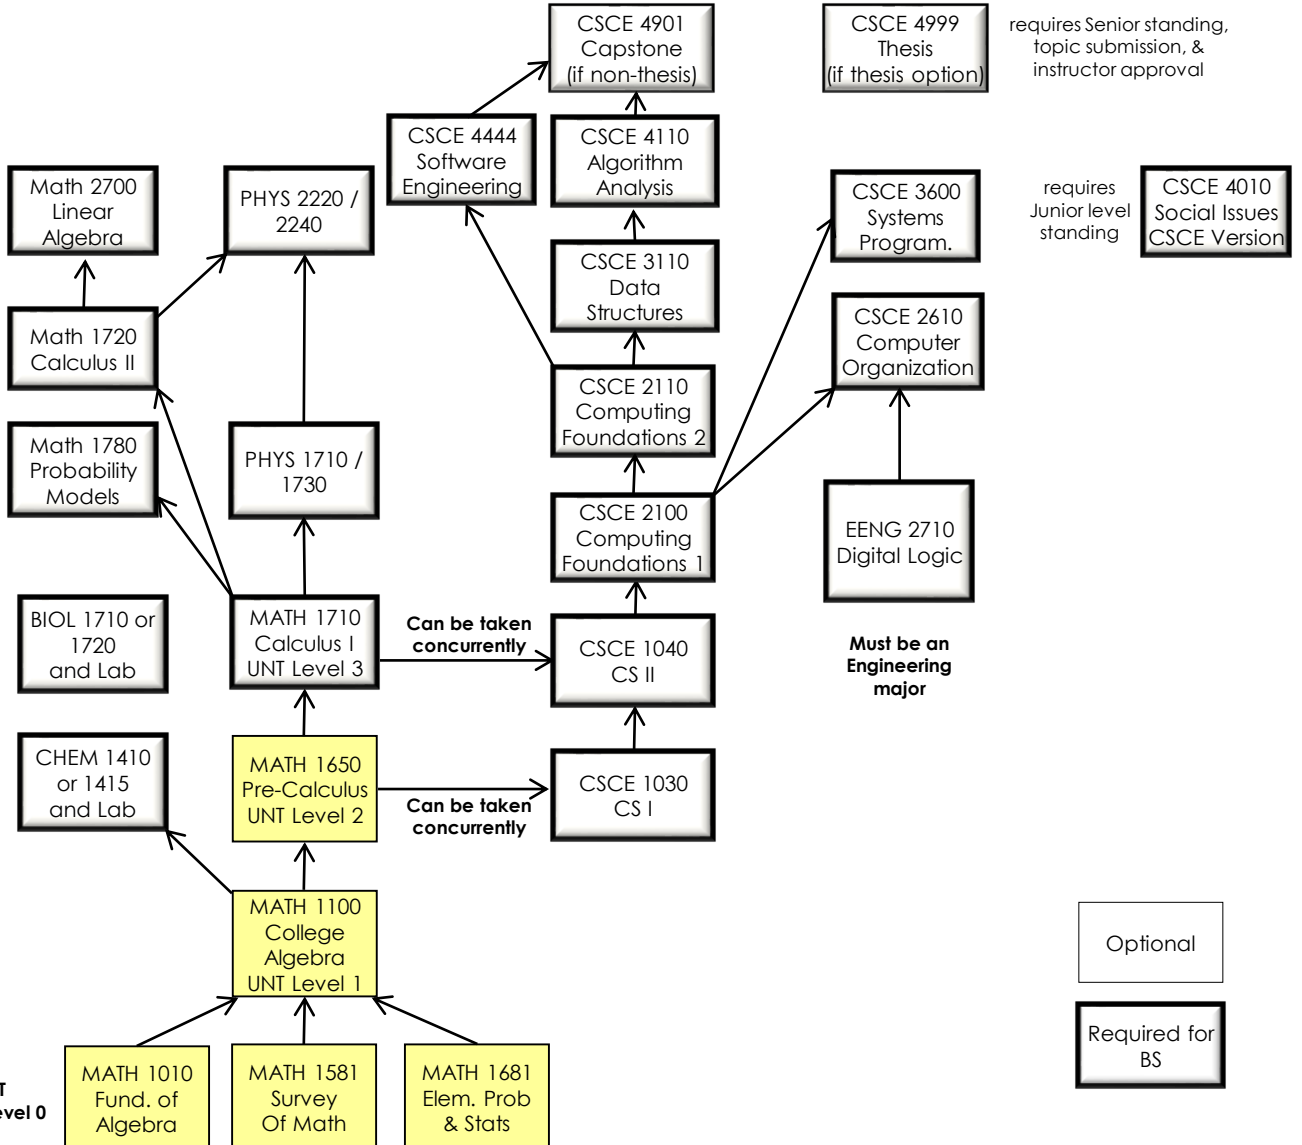 CSCE 4901
Capstone
(if non-thesis)
CSCE 4999
Thesis
(if thesis option)
requires Senior standing,
topic submission, &
instructor approval
CSCE 4444
Software
Engineering
CSCE 4110
Algorithm
Analysis
Math 2700
Linear
Algebra
PHYS 2220 /
2240
CSCE 3600
Systems
Program.
requires
Junior level
standing
CSCE 4010
Social Issues
CSCE Version
CSCE 3110
Data
Structures
Math 1720
Calculus II
CSCE 2610
Computer
Organization
CSCE 2110
Computing
Foundations 2
Math 1780
Probability
Models
PHYS 1710 /
1730
CSCE 2100
Computing
Foundations 1
EENG 2710
Digital Logic
BIOL 1710 or
1720
and Lab
MATH 1710
Calculus I
UNT Level 3
Can be taken
concurrently
CSCE 1040
CS II
Must be an
Engineering
major
CHEM 1410
or 1415
and Lab
MATH 1650
Pre-Calculus
UNT Level 2
Can be taken
concurrently
CSCE 1030
CS I
MATH 1100
College
Algebra
UNT Level 1
Optional
Required for
BS
MATH 1010
Fund. of
Algebra
MATH 1581
Survey
Of Math
MATH 1681
Elem. Prob
& Stats